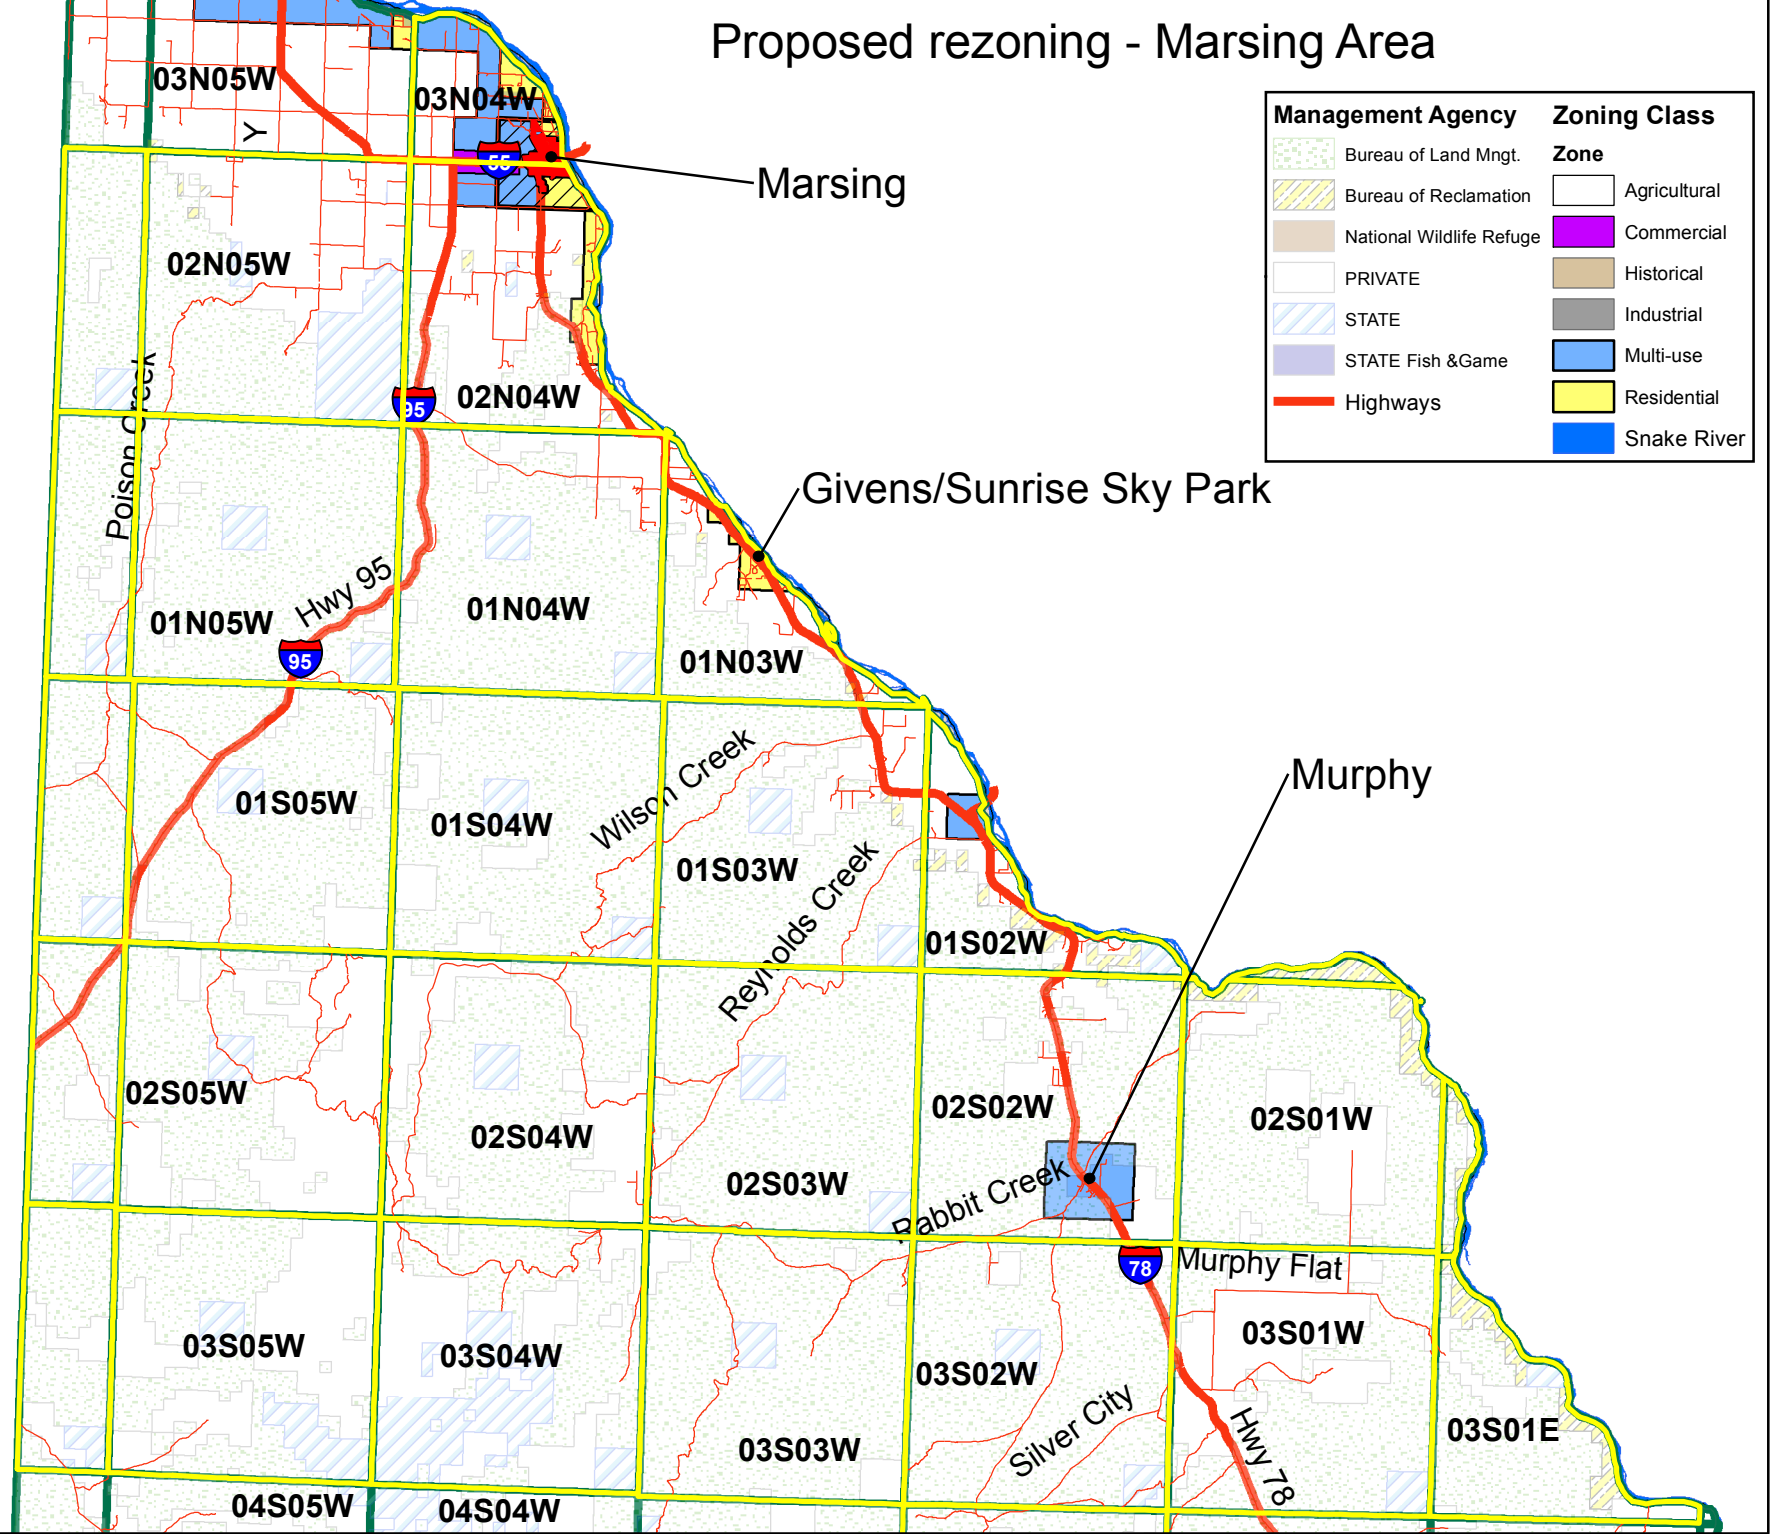 Proposed rezoning - Marsing Area
Management Agency
Bureau of Land Mngt.
Bureau of Reclamation
National Wildlife Refuge
PRIVATE
STATE
STATE Fish &Game
Highways
Zoning Class
Zone
Agricultural
Commercial
Historical
Industrial
Multi-use
Residential
Snake River
03N05W
03N04W
Y
55
Marsing
02N05W
02N04W
95
Poison Creek
Givens/Sunrise Sky Park
Hwy 95
01N05W
01N04W
95
01N03W
Wilson Creek
Murphy
01S05W
01S04W
01S03W
Reynolds Creek
01S02W
02S05W
02S04W
02S03W
02S02W
02S01W
Rabbit Creek
78
Murphy Flat
03S05W
03S04W
03S03W
03S02W
03S01W
03S01E
Silver City
Hwy 78
04S05W
04S04W